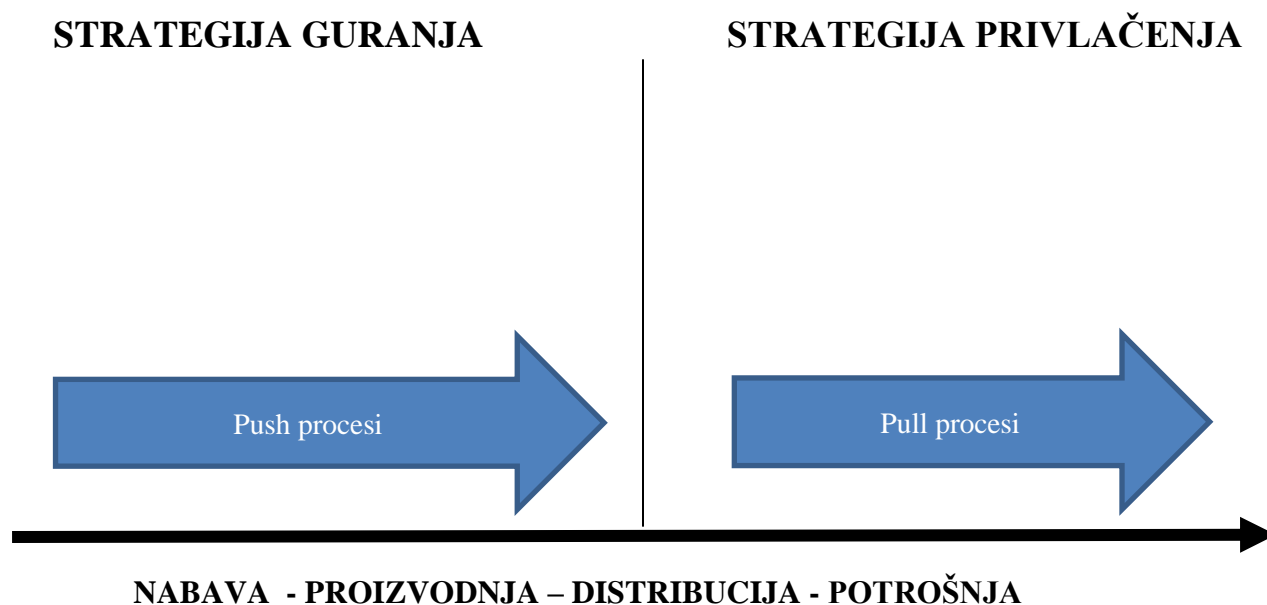 STRATEGIJA GURANJA
STRATEGIJA PRIVLAČENJA
Push procesi
Pull procesi
NABAVA - PROIZVODNJA – DISTRIBUCIJA - POTROŠNJA